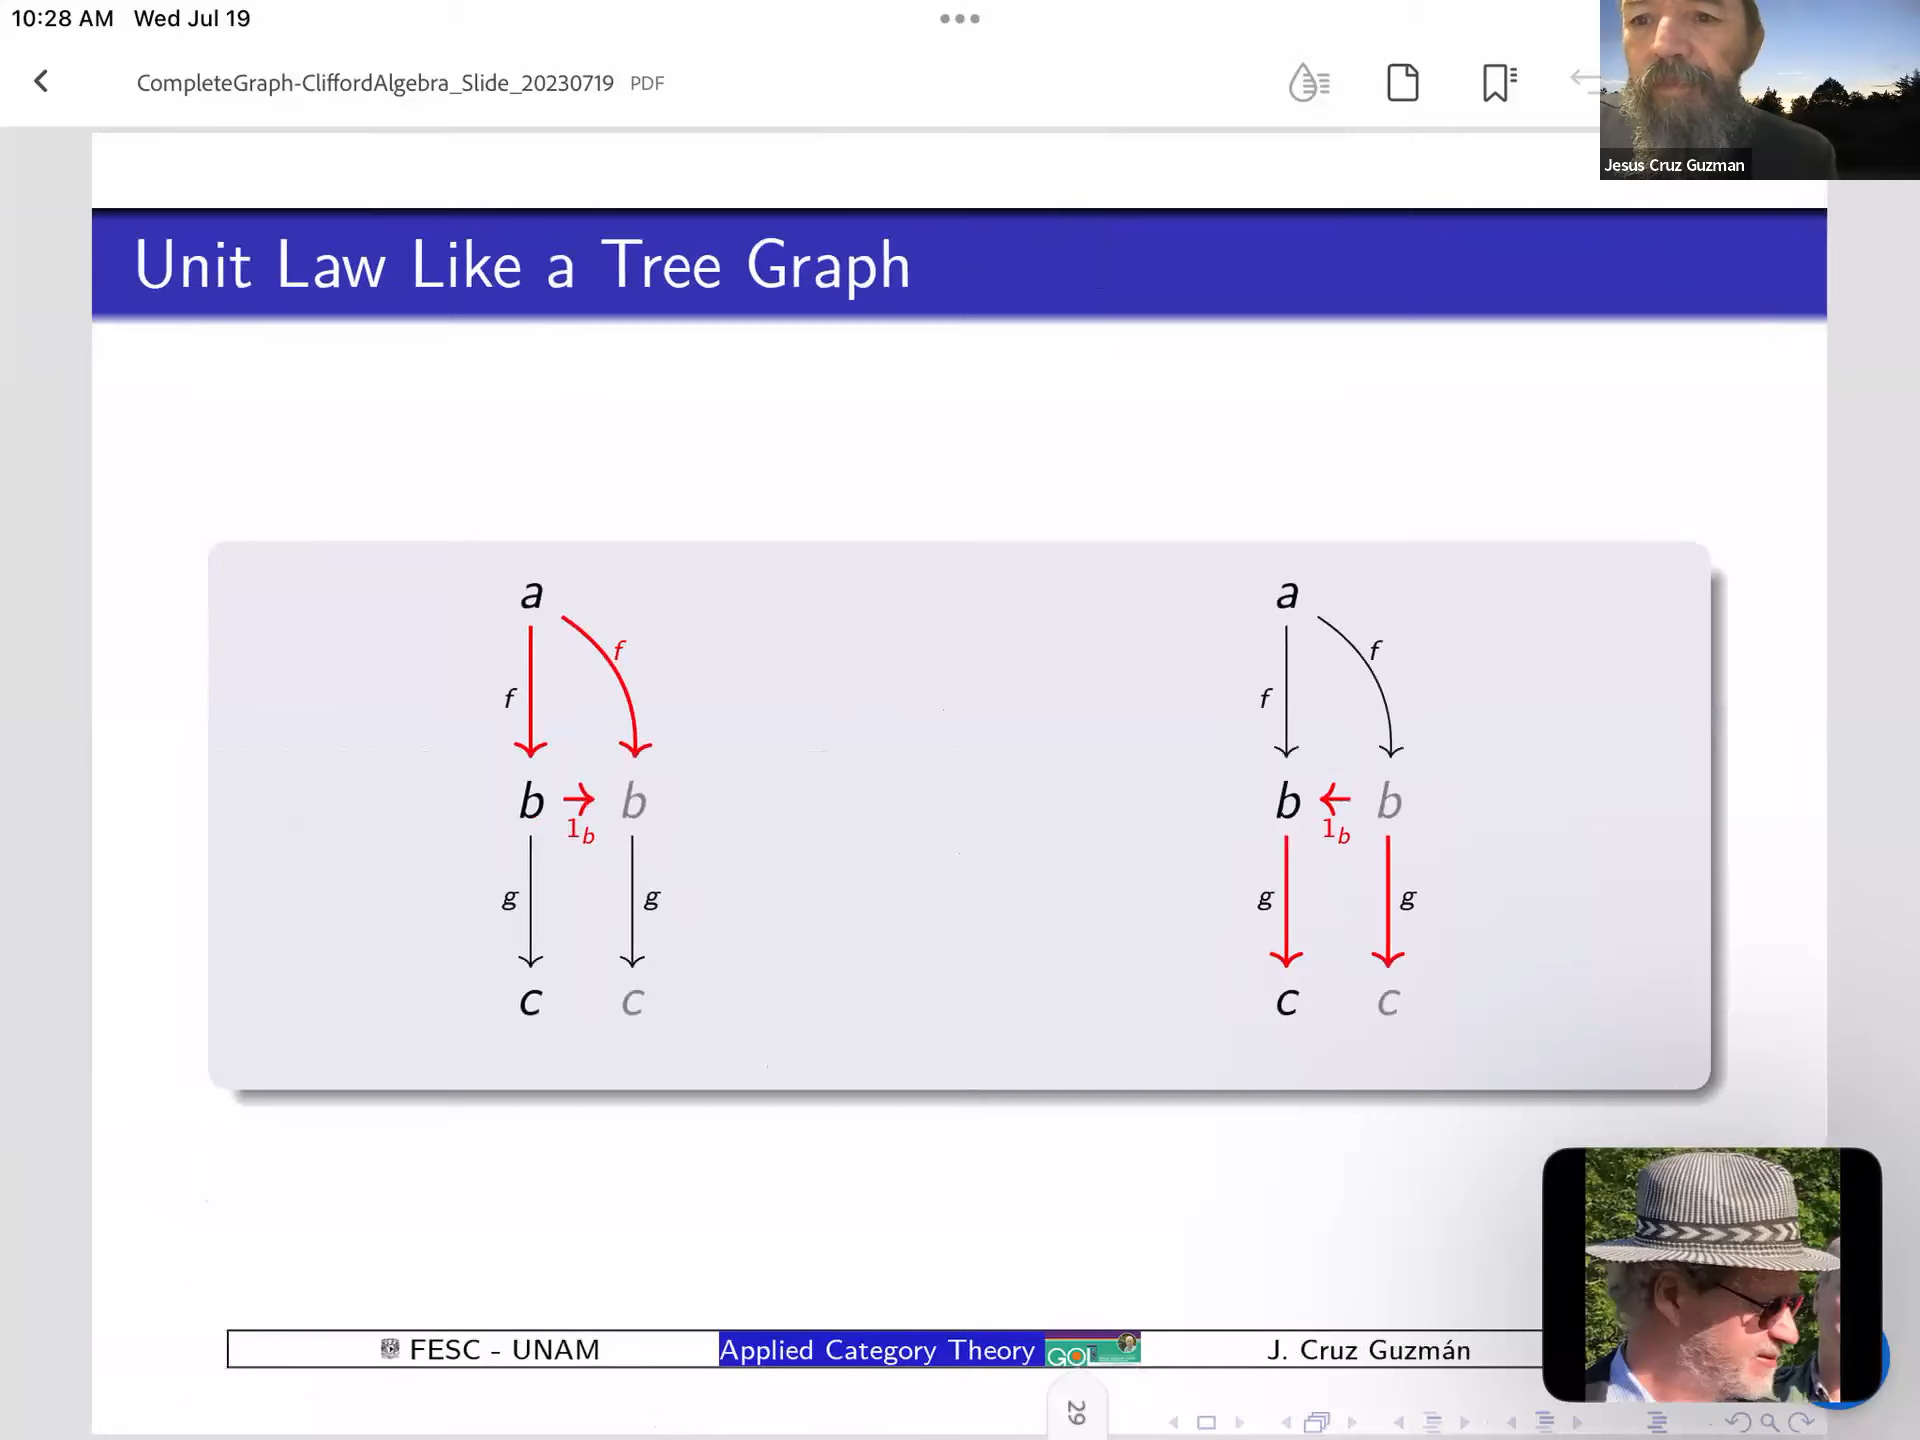 10:28 AM Wed Jul 19
CompleteGraph-CliffordAlgebra_Slide_20230719 PDF
Jesus Cruz Guzman
Unit Law Like a Tree Graph
a a
f f
f f
b b b b
1b 1b
g g g g
c c c c
FESC - UNAM Applied Category Theory GOL J. Cruz Guzmán
29